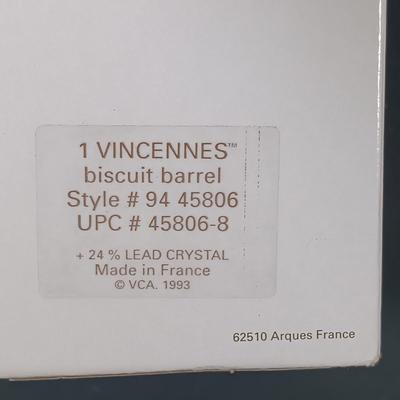 1 VINCENNES™
biscuit barrel
Style # 94 45806
UPC # 45806-8
+ 24 % LEAD CRYSTAL
Made in France
© VCA. 1993
62510 Arques France